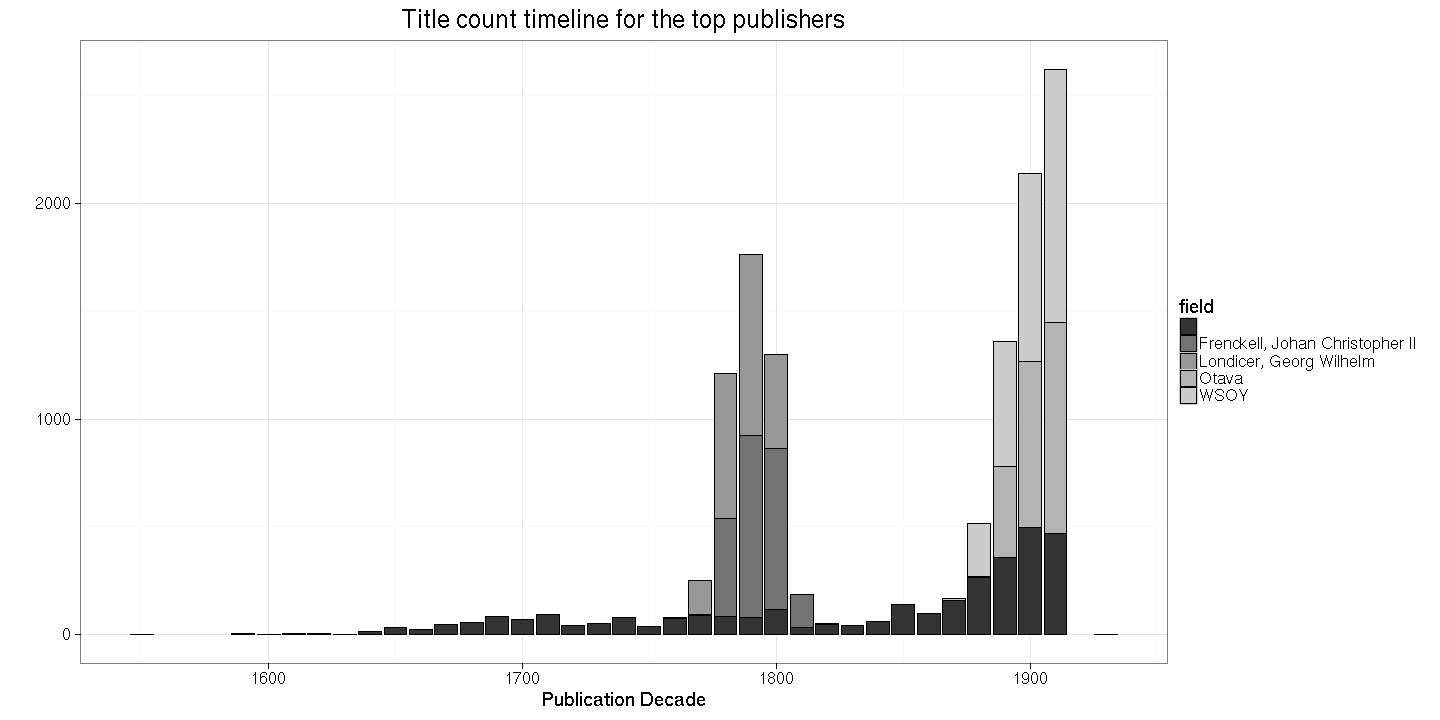 Title count timeline for the top publishers
2000
1000
0
1600 1700 1800 1900
Publication Decade
field
Frenckell, Johan Christopher II
Londicer, Georg Wilhelm
Otava
WSOY